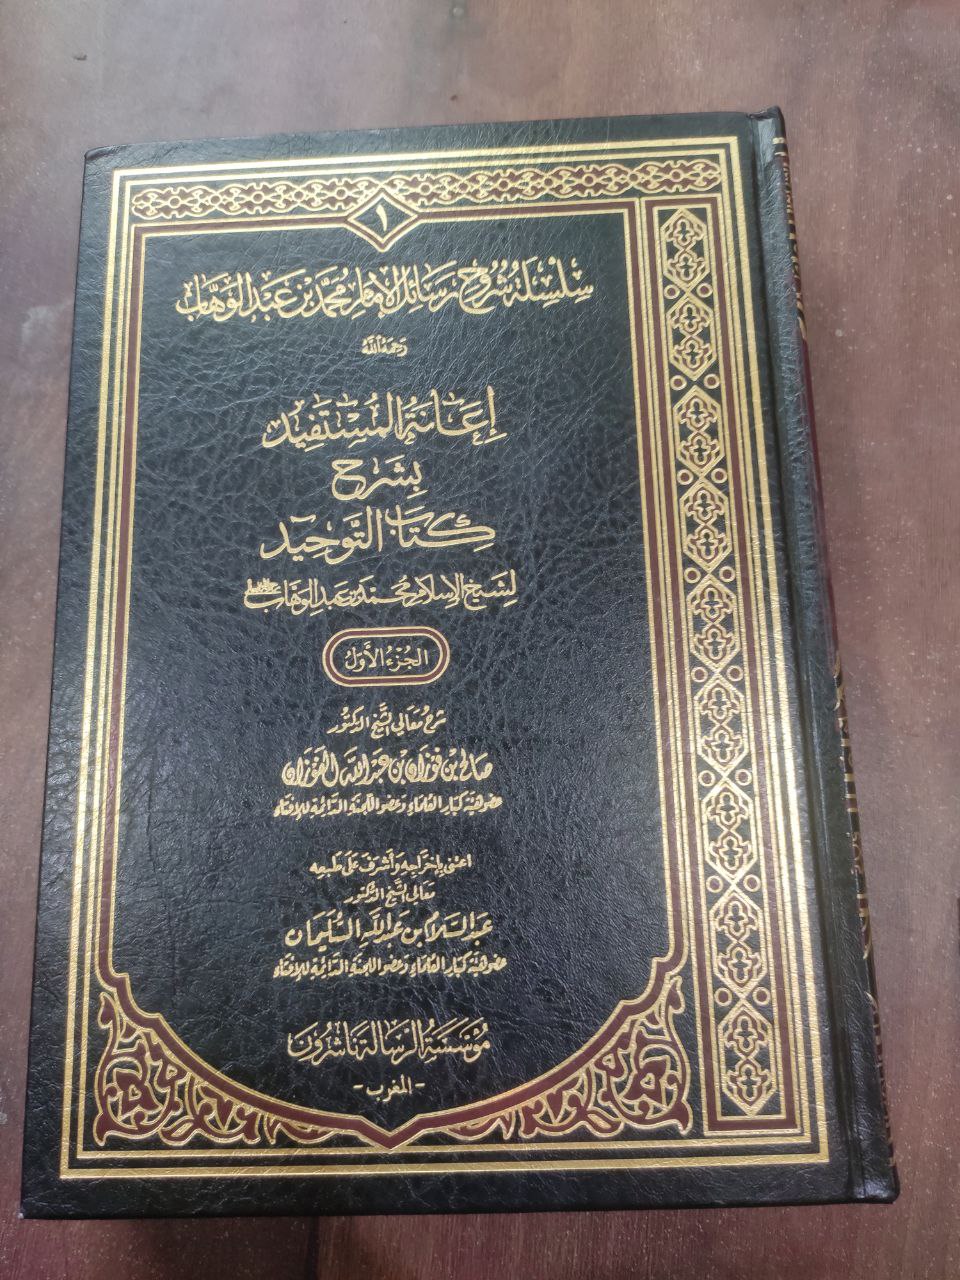 ١
سلسلة شروح رسائل الإمام محمد بن عبد الوهاب
رحمه الله
إعانة المستفيد
بشرح
كتاب التوحيد
لشيخ الإسلام محمد بن عبد الوهاب
الجزء الأول
شرح معالي الشيخ الدكتور
صالح بن فوزان بن عبد الله الفوزان
عضو هيئة كبار العلماء وعضو اللجنة الدائمة للإفتاء
اعتنى بإخراجه وأشرف على طبعه
معالي الشيخ الدكتور
عبد السلام بن عبد الله السليمان
عضو هيئة كبار العلماء وعضو اللجنة الدائمة للإفتاء
مؤسسة الرسالة ناشرون
- المغرب -